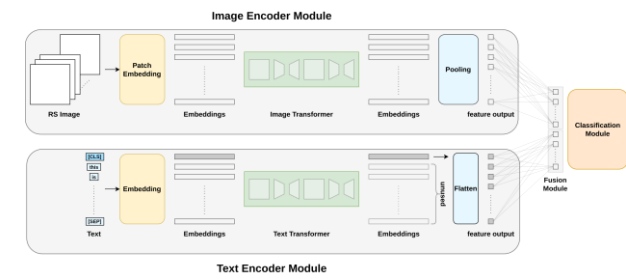 Image Encoder Module
Patch
Embedding
Pooling
RS Image
Embeddings
Image Transformer
Embeddings
feature output
Classification
Module
Fusion
Module
[CLS]
this
is
Embedding
[SEP]
unused
Flatten
Text
Embeddings
Text Transformer
Embeddings
feature output
Text Encoder Module